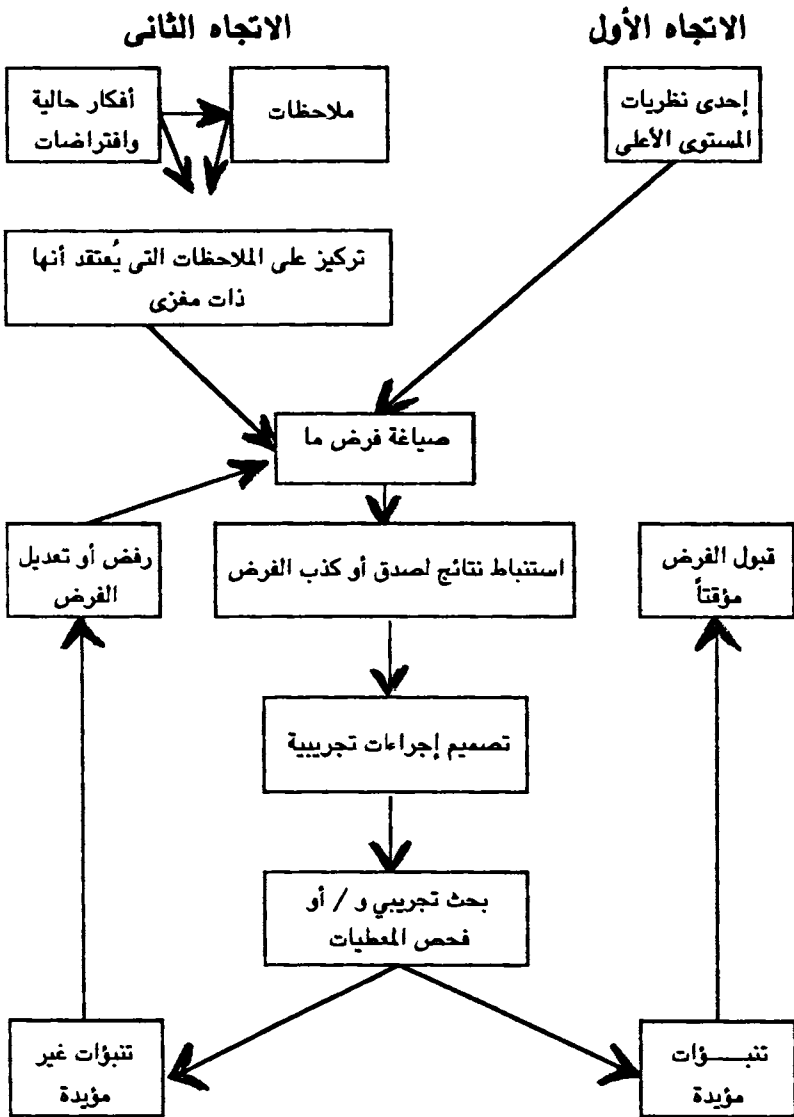 الاتجاه الأول
الاتجاه الثانى
إحدى نظريات
المستوى الأعلى
ملاحظات
أفكار حالية
وافتراضات
تركيز على الملاحظات التى يُعتقد أنها
ذات مغزى
صياغة فرض ما
قبول الفرض
مؤقتاً
استنباط نتائج لصدق أو كذب الفرض
رفض أو تعديل
الفرض
تصميم إجراءات تجريبية
بحث تجريبي و / أو
فحص المعطيات
تنبـــؤات
مؤيدة
تنبؤات غير
مؤيدة